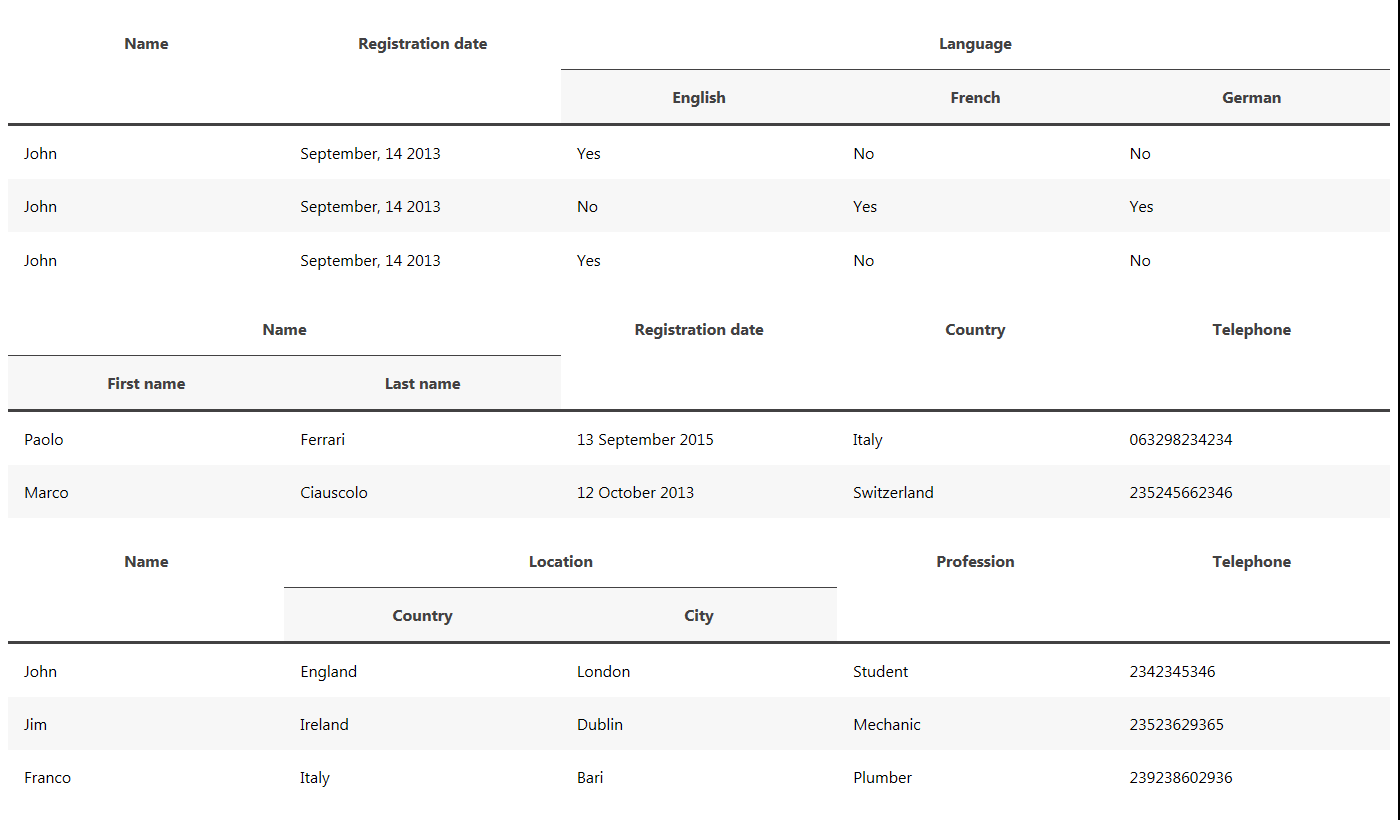 Name Registration date Language
English French German
John September, 14 2013 Yes No No
John September, 14 2013 No Yes Yes
John September, 14 2013 Yes No No
Name Registration date Country Telephone
First name Last name
Paolo Ferrari 13 September 2015 Italy 063298234234
Marco Ciauscolo 12 October 2013 Switzerland 235245662346
Name Location Profession Telephone
Country City
John England London Student 2342345346
Jim Ireland Dublin Mechanic 23523629365
Franco Italy Bari Plumber 239238602936